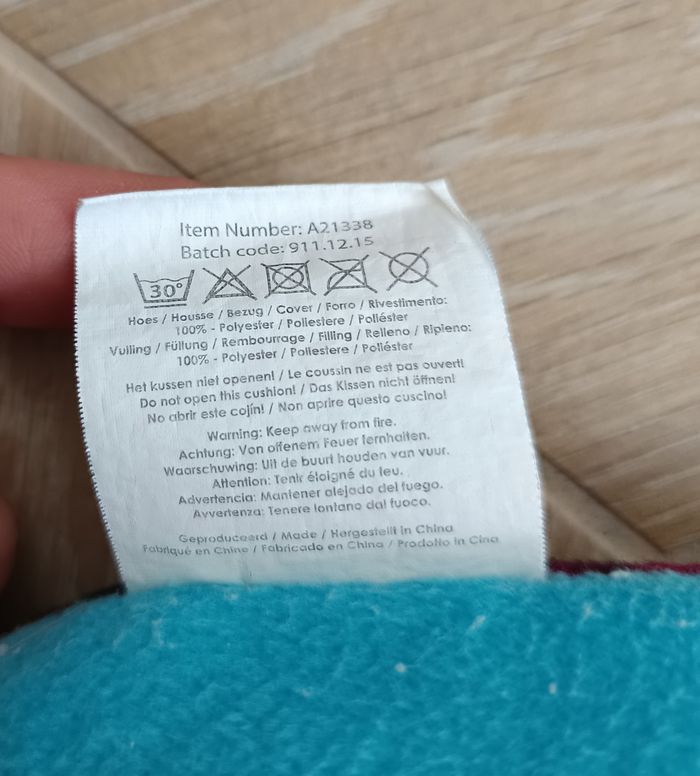 Item Number: A21338
Batch code: 911.12.15
30°
Hoes / Housse / Bezug / Cover / Forro / Rivestimento:
100% - Polyester / Poliestere / Poliéster
Vulling / Füllung / Rembourrage / Filling / Relleno / Ripieno:
100% - Polyester / Poliestere / Poliéster
Het kussen niet openen! / Le coussin ne est pas ouvert!
Do not open this cushion! / Das Kissen nicht öffnen!
No abrir este cojín! / Non aprire questo cuscino!
Warning: Keep away from fire.
Achtung: Von offenem Feuer fernhalten.
Waarschuwing: Uit de buurt houden van vuur.
Attention: Tenir éloigné du feu.
Advertencia: Mantener alejado del fuego.
Avvertenza: Tenere lontano dal fuoco.
Geproduceerd / Made / Hergestellt in China
Fabriqué en Chine / Fabricado en China / Prodotto in Cina